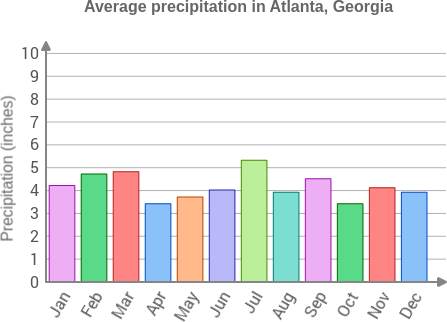 Average precipitation in Atlanta, Georgia
Precipitation (inches)
10
9
8
7
6
5
4
3
2
1
0
Jan
Feb
Mar
Apr
May
Jun
Jul
Aug
Sep
Oct
Nov
Dec